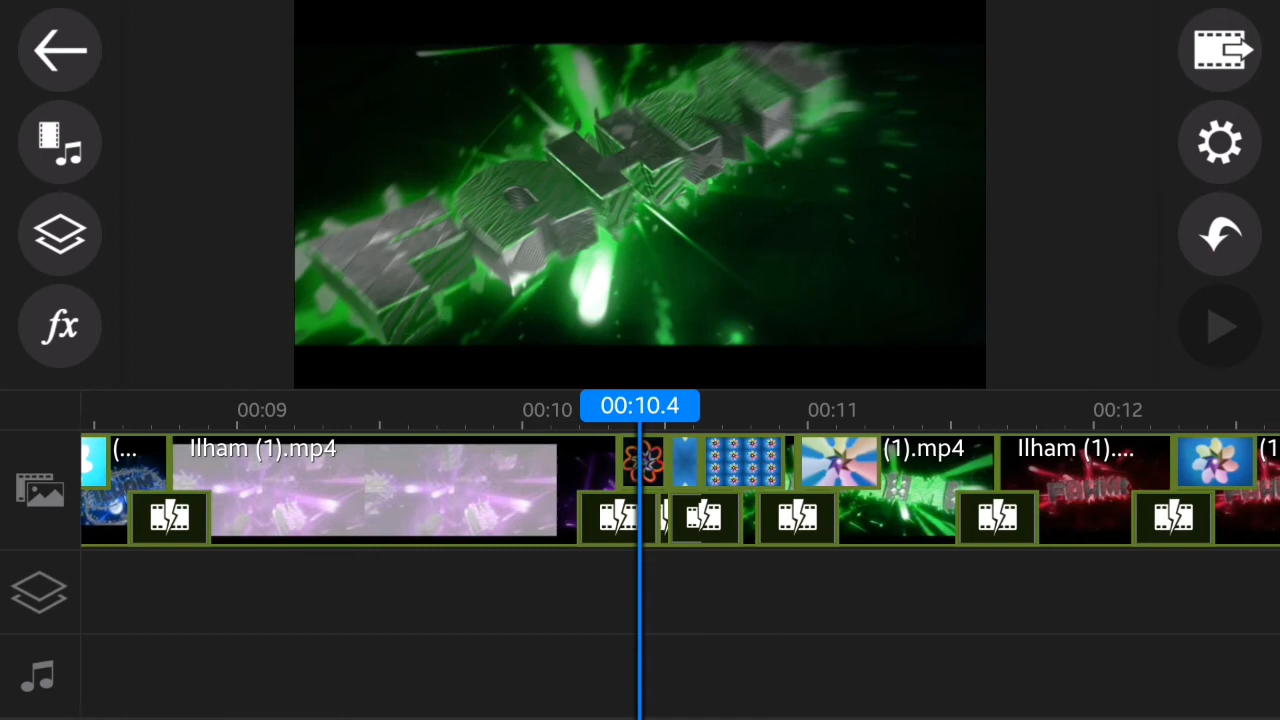 fx
00:09
00:10
00:10.4
00:11
00:12
(...
Ilham (1).mp4
(1).mp4
Ilham (1)....
(1